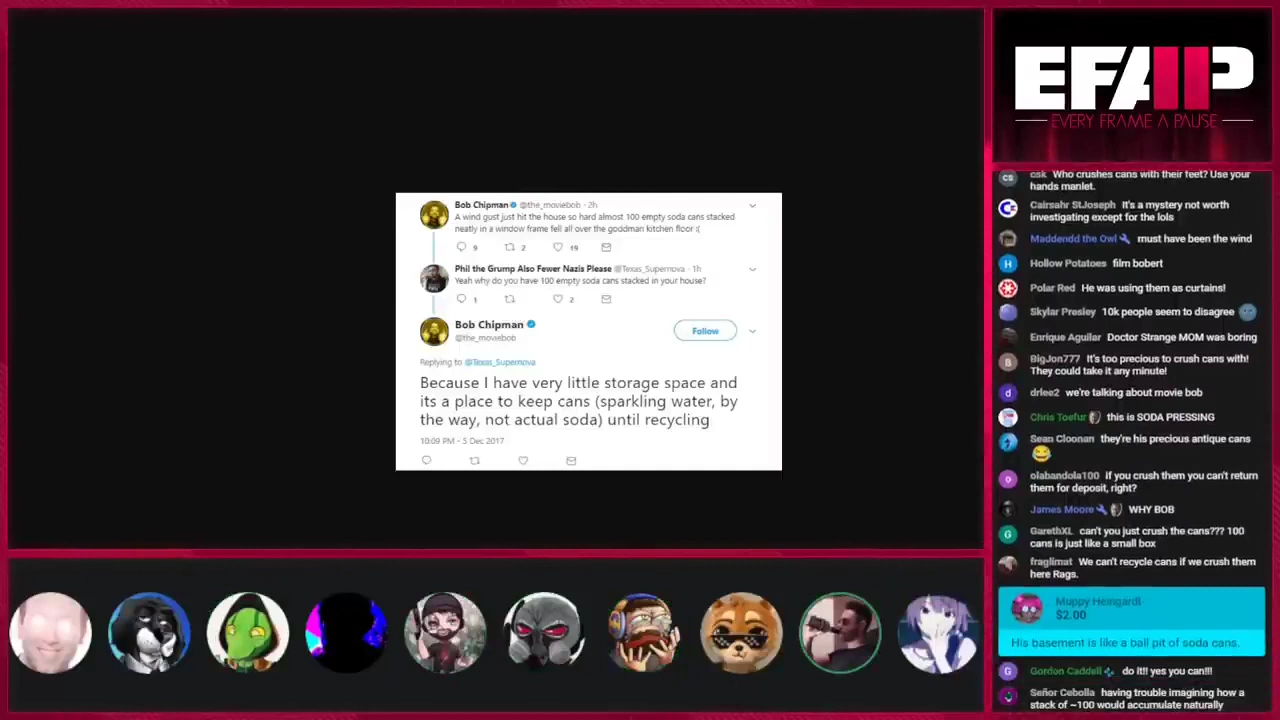 Bob Chipman @the_moviebob · 2h
A wind gust just hit the house so hard almost 100 empty soda cans stacked
neatly in a window frame fell all over the goddman kitchen floor :(
9 2 19
Phil the Grump Also Fewer Nazis Please @Texas_Supernova · 1h
Yeah why do you have 100 empty soda cans stacked in your house?
1 2
Bob Chipman
@the_moviebob
Follow
Replying to @Texas_Supernova
Because I have very little storage space and
its a place to keep cans (sparkling water, by
the way, not actual soda) until recycling
10:09 PM - 5 Dec 2017
EFAP
EVERY FRAME A PAUSE
csk Who crushes cans with their feet? Use your
hands manlet.
Cairsahr StJoseph It's a mystery not worth
investigating except for the lols
Maddendd the Owl must have been the wind
Hollow Potatoes film bobert
Polar Red He was using them as curtains!
Skylar Presley 10k people seem to disagree
Enrique Aguilar Doctor Strange MOM was boring
BigJon777 It's too precious to crush cans with!
They could take it any minute!
drlee2 we're talking about movie bob
Chris Toefur this is SODA PRESSING
Sean Cloonan they're his precious antique cans
olabandola100 if you crush them you can't return
them for deposit, right?
James Moore WHY BOB
GarethXL can't you just crush the cans??? 100
cans is just like a small box
fraglimat We can't recycle cans if we crush them
here Rags.
Muppy Heingardl
$2.00
His basement is like a ball pit of soda cans.
Gordon Caddell do it!! yes you can!!!
Señor Cebolla having trouble imagining how a
stack of ~100 would accumulate naturally